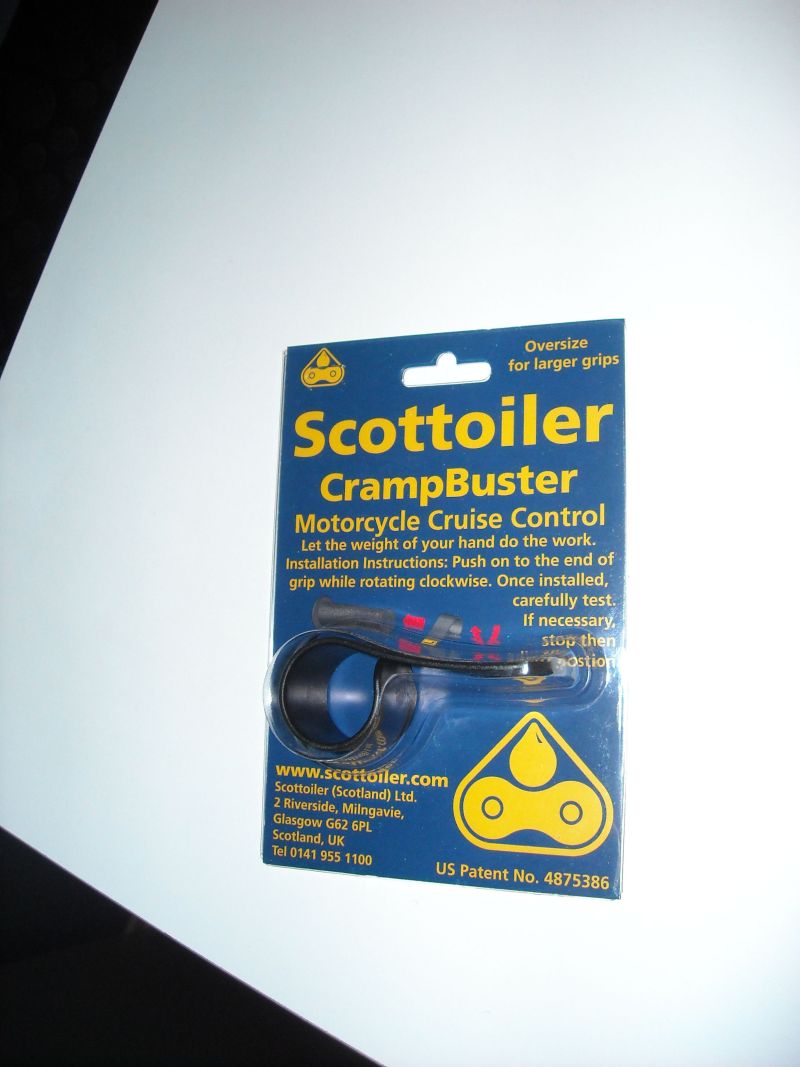 Oversize
for larger grips
Scottoiler
CrampBuster
Motorcycle Cruise Control
Let the weight of your hand do the work.
Installation Instructions: Push on to the end of
grip while rotating clockwise. Once installed,
carefully test.
If necessary,
stop then
postion
www.scottoiler.com
Scottoiler (Scotland) Ltd.
2 Riverside, Milngavie,
Glasgow G62 6PL
Scotland, UK
Tel 0141 955 1100
US Patent No. 4875386